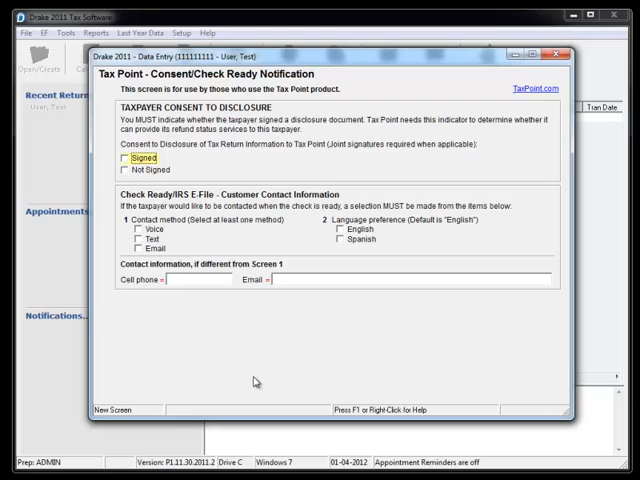 Drake 2011 Tax Software
File EF Tools Reports Last Year Data Setup Help
Open/Create
Drake 2011 - Data Entry (111111111 - User, Test)
Tax Point - Consent/Check Ready Notification
This screen is for use by those who use the Tax Point product. TaxPoint.com
Recent Return
User, Test
Tran Date
TAXPAYER CONSENT TO DISCLOSURE
You MUST indicate whether the taxpayer signed a disclosure document. Tax Point needs this indicator to determine whether it
can provide its refund status services to this taxpayer.
Consent to Disclosure of Tax Return Information to Tax Point (Joint signatures required when applicable):
Signed
Not Signed
Check Ready/IRS E-File - Customer Contact Information
If the taxpayer would be contacted when the check is ready, a selection MUST be made from the items below:
Appointments
1 Contact method (Select at least one method) 2 Language preference (Default is "English")
Voice English
Text Spanish
Email
Contact information, if different from Screen 1
Cell phone = Email =
Notifications..
New Screen Press F1 or Right-Click for Help
Prep: ADMIN Version: P1.11.30.2011.2 Drive C Windows 7 01-04-2012 Appointment Reminders are off